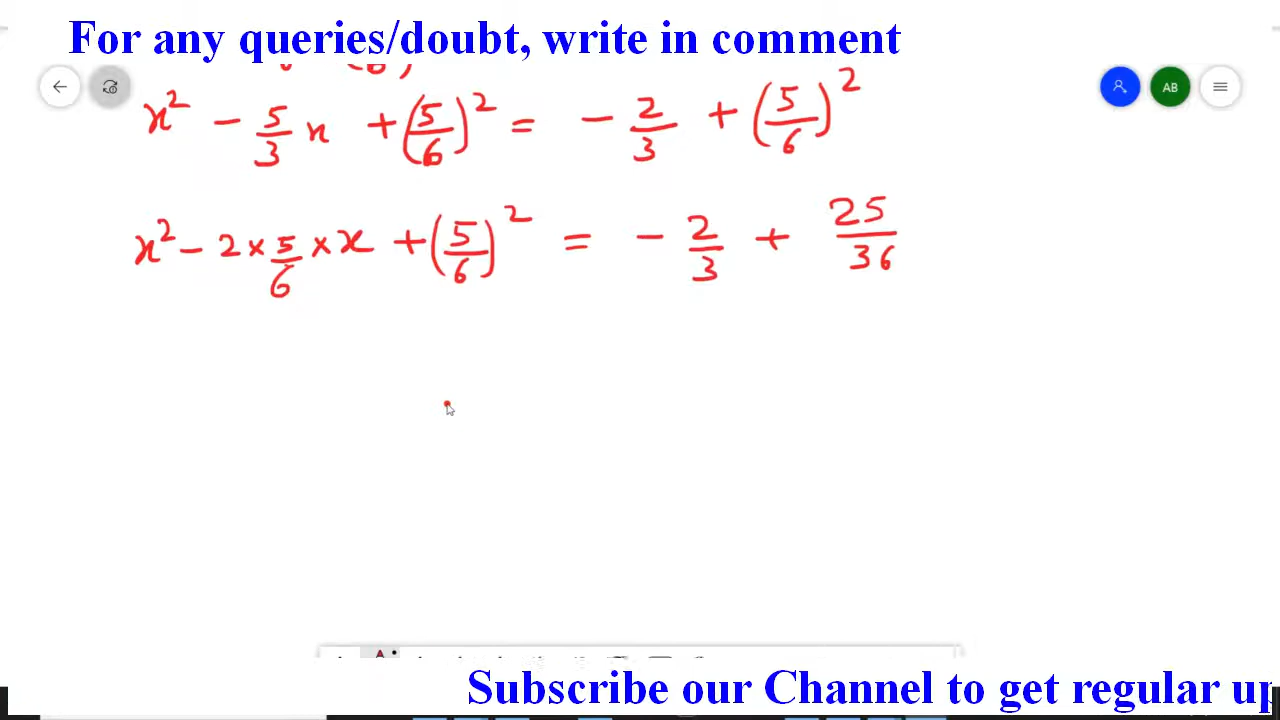 For any queries/doubt, write in comment
AB
x² - 5/3 x + (5/6)² = - 2/3 + (5/6)²
x² - 2 × 5/6 × x + (5/6)² = - 2/3 + 25/36
Subscribe our Channel to get regular up